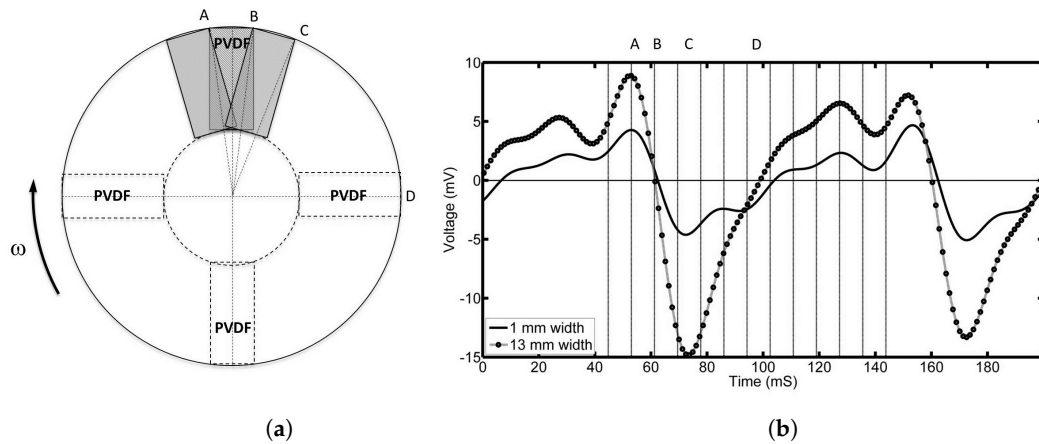 A B C
PVDF
PVDF PVDF D
ω
PVDF
(a)
A B C D
10
5
0
-5
-10
-15
Voltage (mV)
1 mm width
13 mm width
0 20 40 60 80 100 120 140 160 180
Time (mS)
(b)